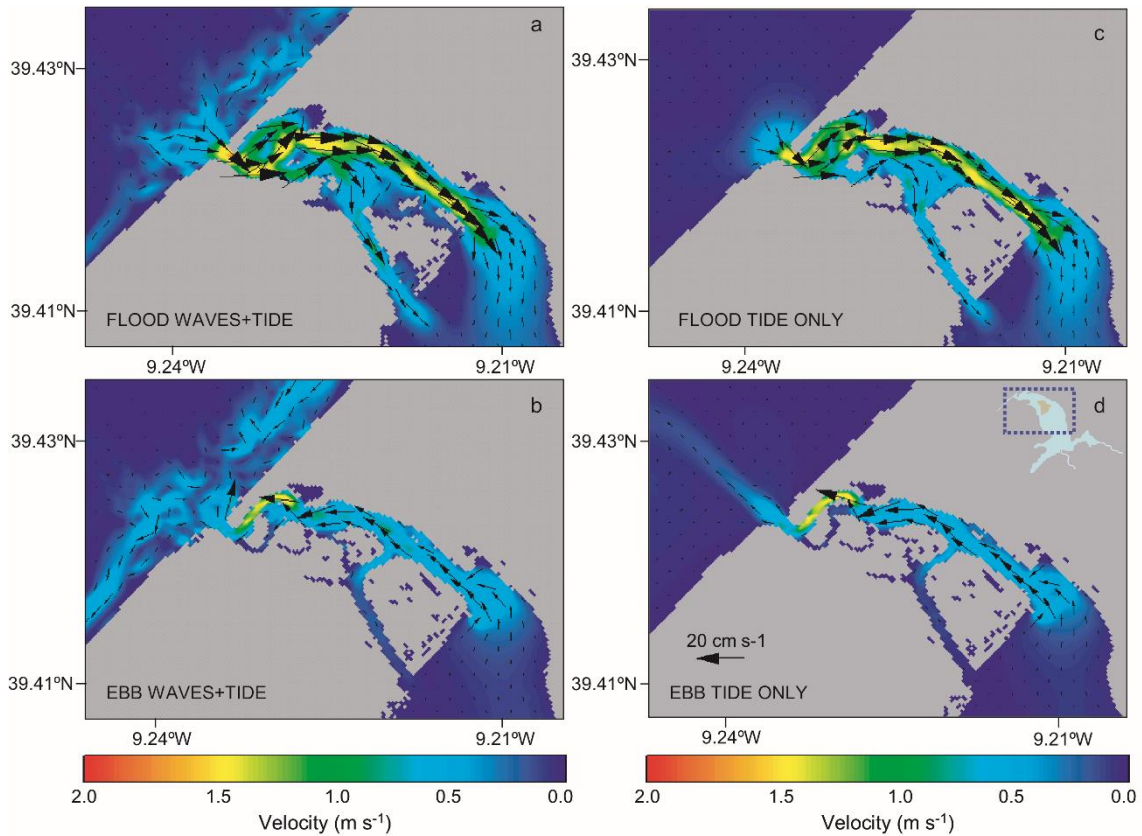 a
c
39.43ºN
39.43ºN
39.41ºN
39.41ºN
FLOOD WAVES+TIDE
FLOOD TIDE ONLY
9.24ºW
9.21ºW
9.24ºW
9.21ºW
b
d
39.43ºN
39.43ºN
20 cm s-1
39.41ºN
39.41ºN
EBB WAVES+TIDE
EBB TIDE ONLY
9.24ºW
9.21ºW
9.24ºW
9.21ºW
2.0 1.5 1.0 0.5 0.0
2.0 1.5 1.0 0.5 0.0
Velocity (m s⁻¹)
Velocity (m s⁻¹)